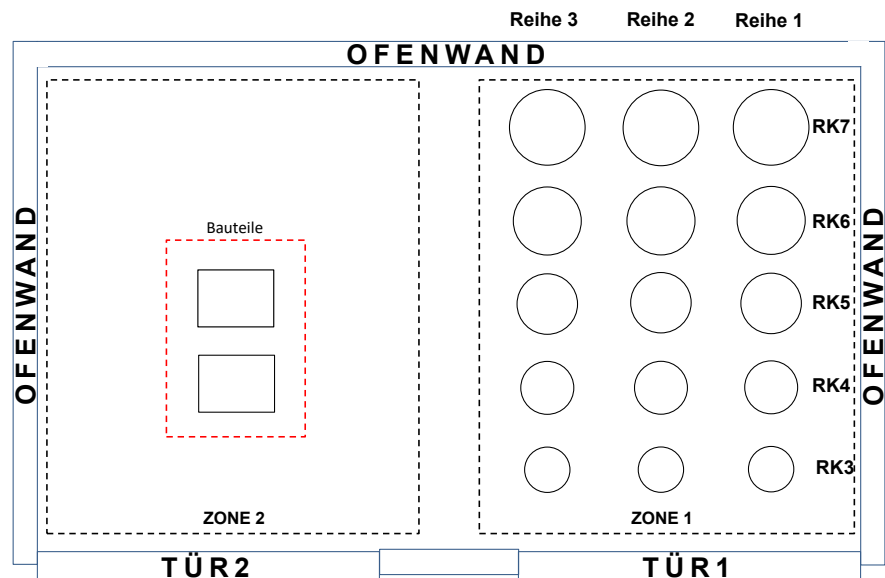 Reihe 3 Reihe 2 Reihe 1
OFENWAND
RK7
OFENWAND
Bauteile
RK6
OFENWAND
RK5
RK4
RK3
ZONE 2
ZONE 1
TÜR2
TÜR1